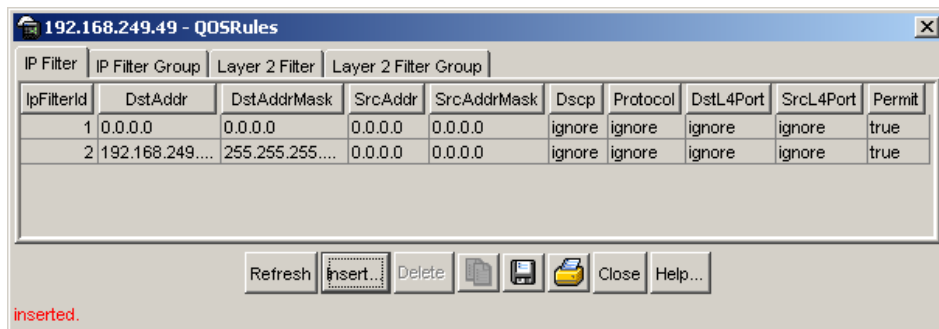 192.168.249.49 - QOSRules
IP Filter IP Filter Group Layer 2 Filter Layer 2 Filter Group
IpFilterId DstAddr DstAddrMask SrcAddr SrcAddrMask Dscp Protocol DstL4Port SrcL4Port Permit
1 0.0.0.0 0.0.0.0 0.0.0.0 0.0.0.0 ignore ignore ignore ignore true
2 192.168.249.... 255.255.255.... 0.0.0.0 0.0.0.0 ignore ignore ignore ignore true
Refresh Insert... Delete Close Help...
inserted.